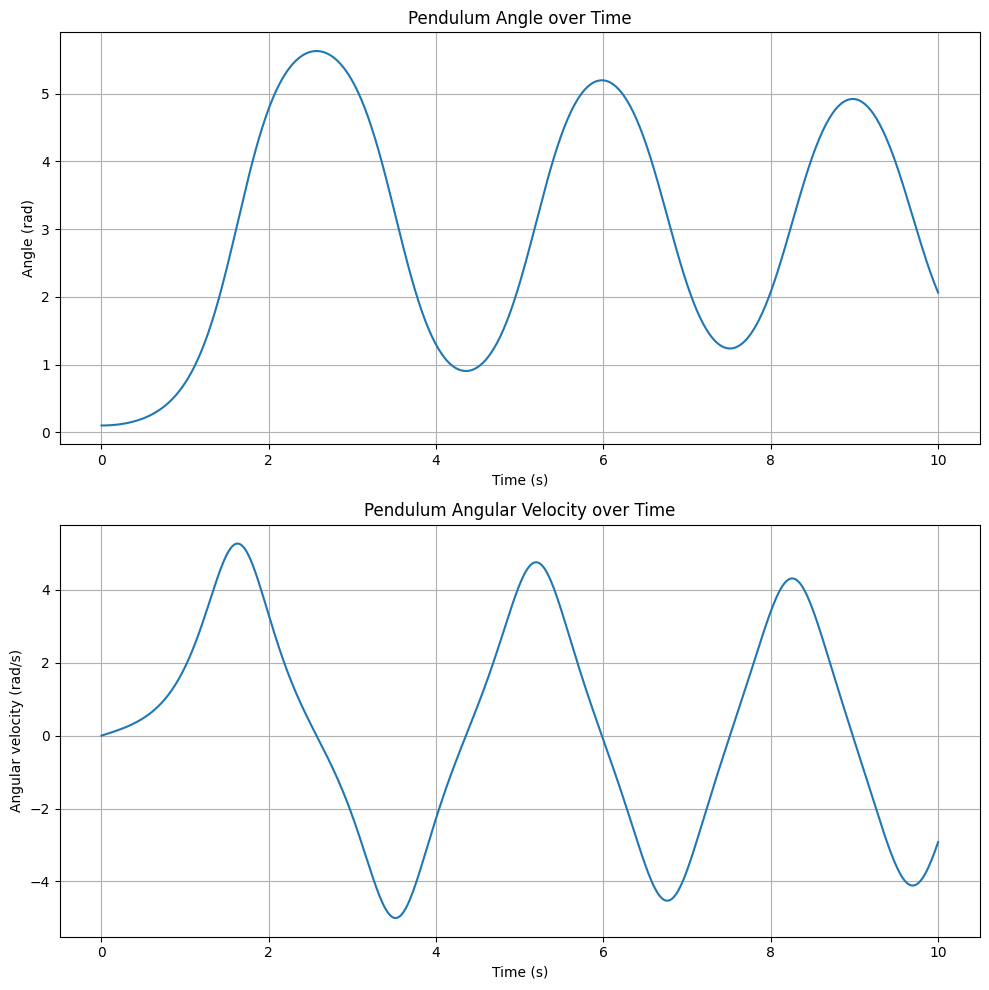 Pendulum Angle over Time
5
4
3
2
1
0
Angle (rad)
0 2 4 6 8 10
Time (s)
Pendulum Angular Velocity over Time
4
2
0
−2
−4
Angular velocity (rad/s)
0 2 4 6 8 10
Time (s)